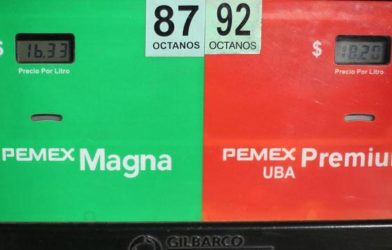 $ 16.33
Precio Por Litro
87
OCTANOS
92
OCTANOS
$ 18.20
Precio Por Litro
PEMEX Magna
PEMEX Premium
UBA
GILBARCO